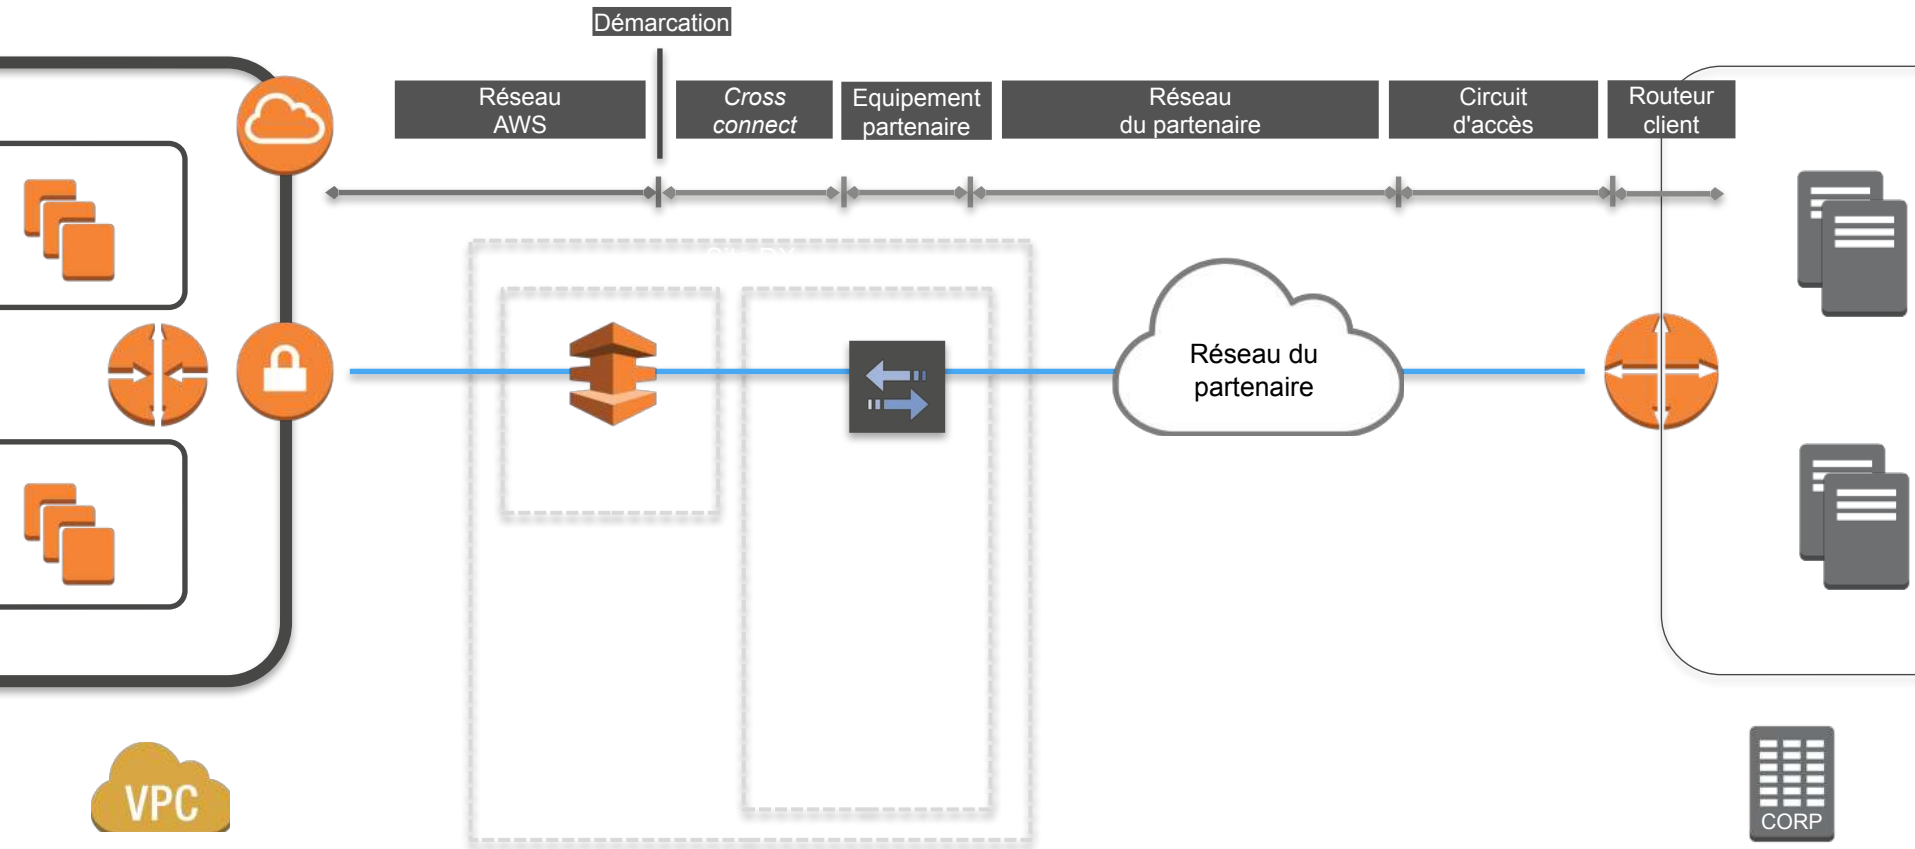 Démarcation
Réseau
AWS
Cross
connect
Equipement
partenaire
Réseau
du partenaire
Circuit
d'accès
Routeur
client
Réseau du
partenaire
VPC
CORP